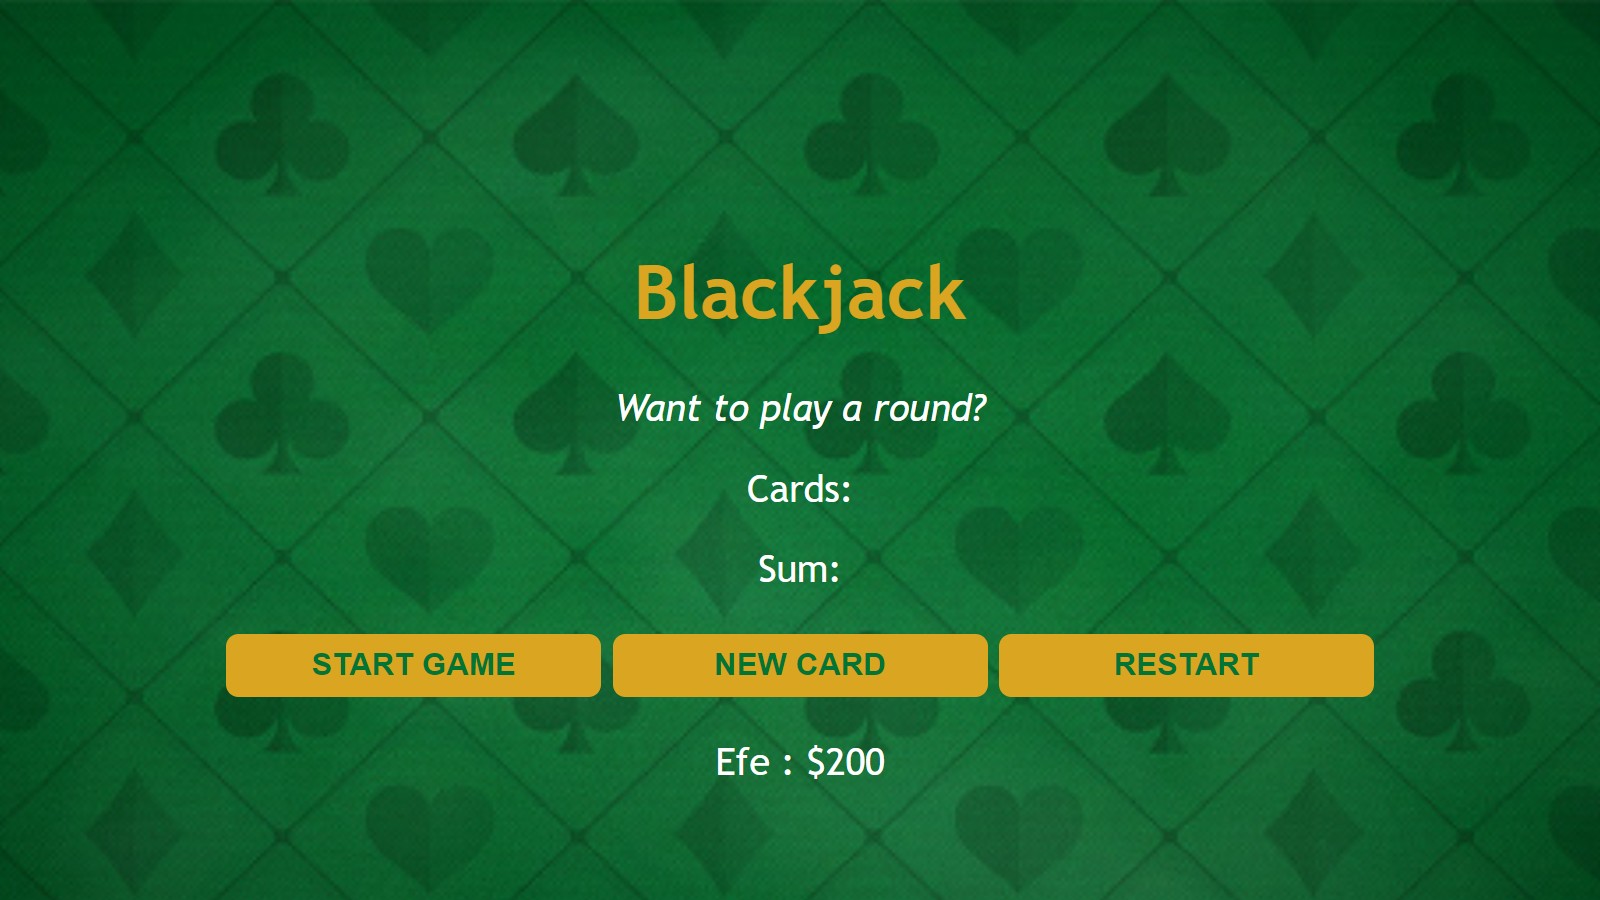 Blackjack
Want to play a round?
Cards:
Sum:
START GAME NEW CARD RESTART
Efe : $200